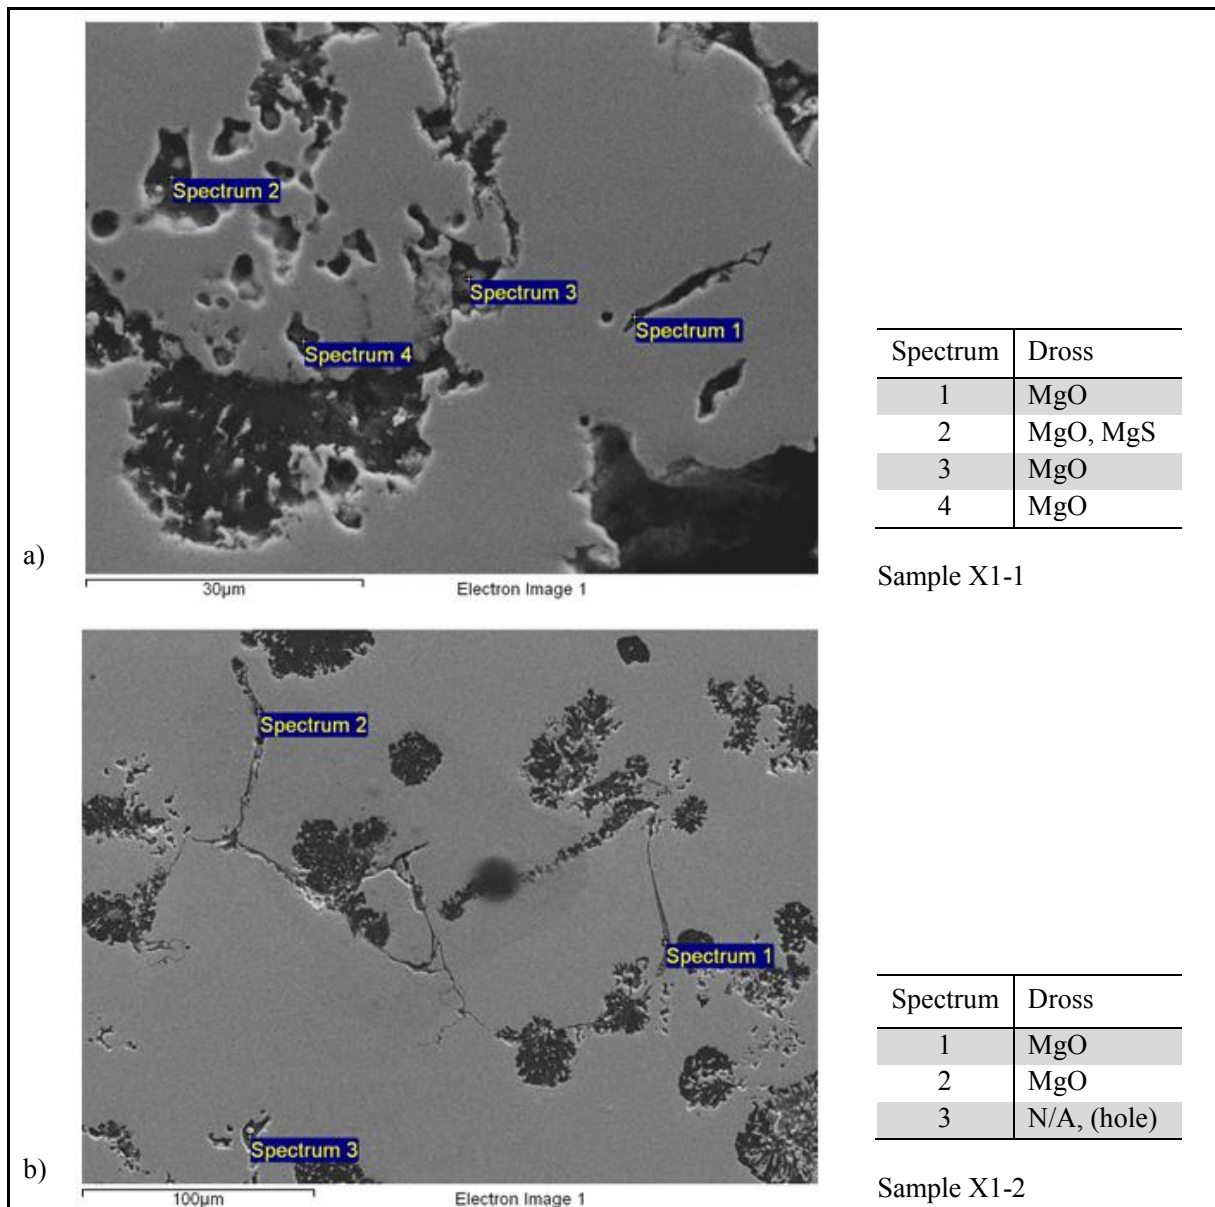 Spectrum 2
Spectrum 3
Spectrum 1
Spectrum 4
a)
30µm Electron Image 1
Spectrum Dross
1 MgO
2 MgO, MgS
3 MgO
4 MgO
Sample X1-1
Spectrum 2
Spectrum 1
Spectrum 3
b)
100µm Electron Image 1
Spectrum Dross
1 MgO
2 MgO
3 N/A, (hole)
Sample X1-2